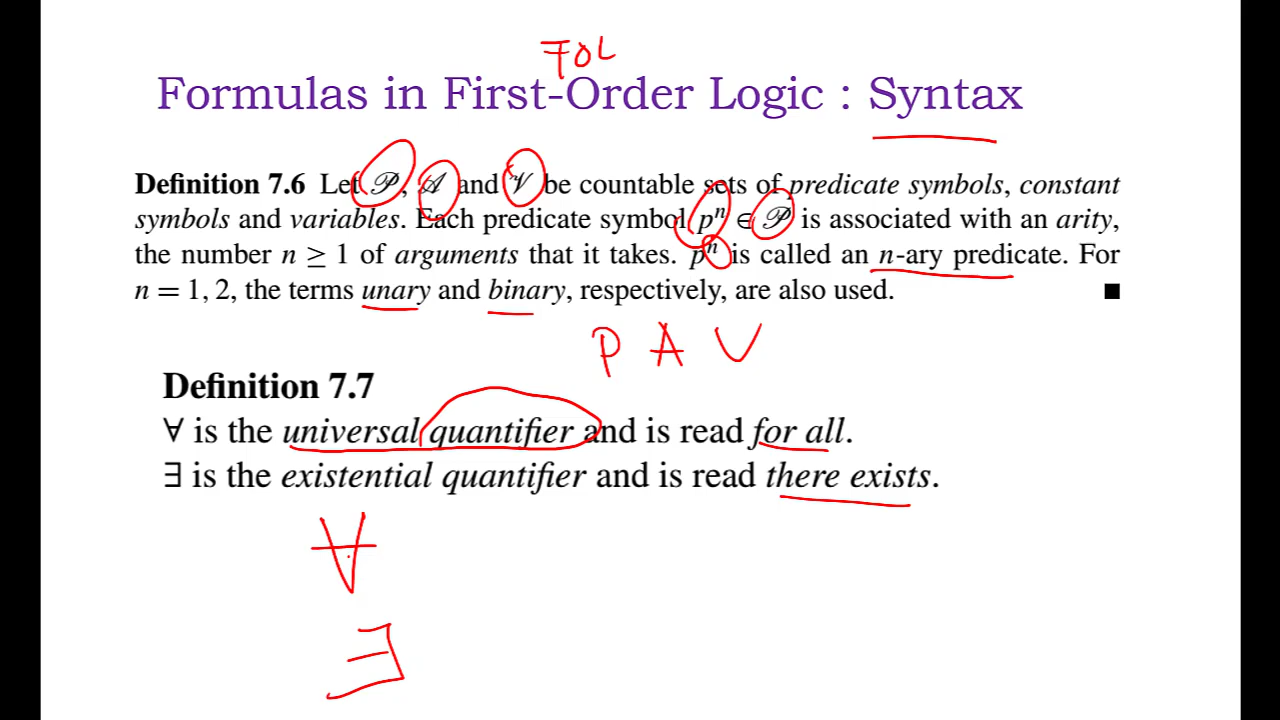 FOL
Formulas in First-Order Logic : Syntax
Definition 7.6 Let 𝒫, 𝒜 and 𝒱 be countable sets of predicate symbols, constant
symbols and variables. Each predicate symbol pⁿ ∈ 𝒫 is associated with an arity,
the number n ≥ 1 of arguments that it takes. pⁿ is called an n-ary predicate. For
n = 1, 2, the terms unary and binary, respectively, are also used. ■
P A V
Definition 7.7
∀ is the universal quantifier and is read for all.
∃ is the existential quantifier and is read there exists.
∀
∃